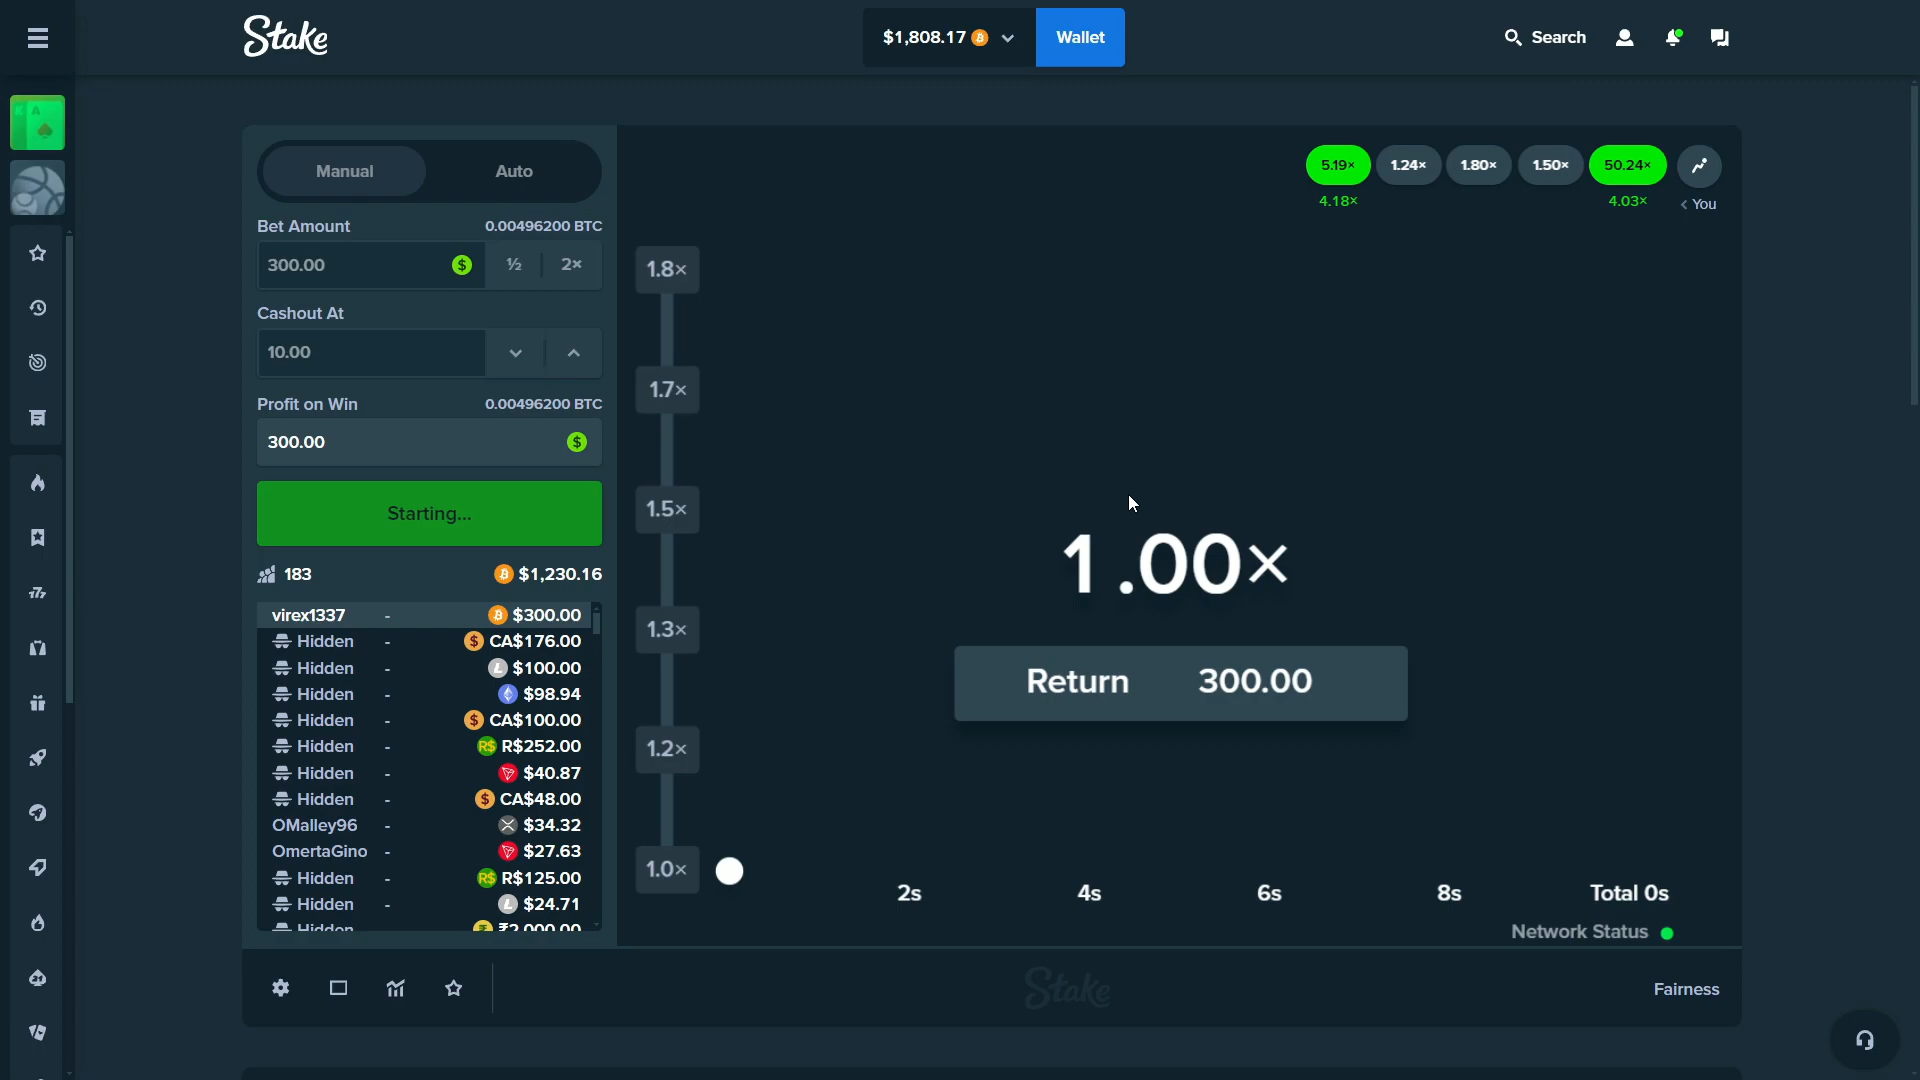 Stake
$1,808.17
Wallet
Search
Manual
Auto
Bet Amount
0.00496200 BTC
300.00
½
2×
Cashout At
10.00
Profit on Win
0.00496200 BTC
300.00
Starting...
183
$1,230.16
virex1337 - $300.00
Hidden - CA$176.00
Hidden - $100.00
Hidden - $98.94
Hidden - CA$100.00
Hidden - R$252.00
Hidden - $40.87
Hidden - CA$48.00
OMalley96 - $34.32
OmertaGino - $27.63
Hidden - R$125.00
Hidden - $24.71
Hidden - ₹2,000.00
5.19× 1.24× 1.80× 1.50× 50.24×
4.18× 4.03× < You
1.8×
1.7×
1.5×
1.3×
1.2×
1.0×
1.00×
Return 300.00
2s 4s 6s 8s Total 0s
Network Status
Stake
Fairness